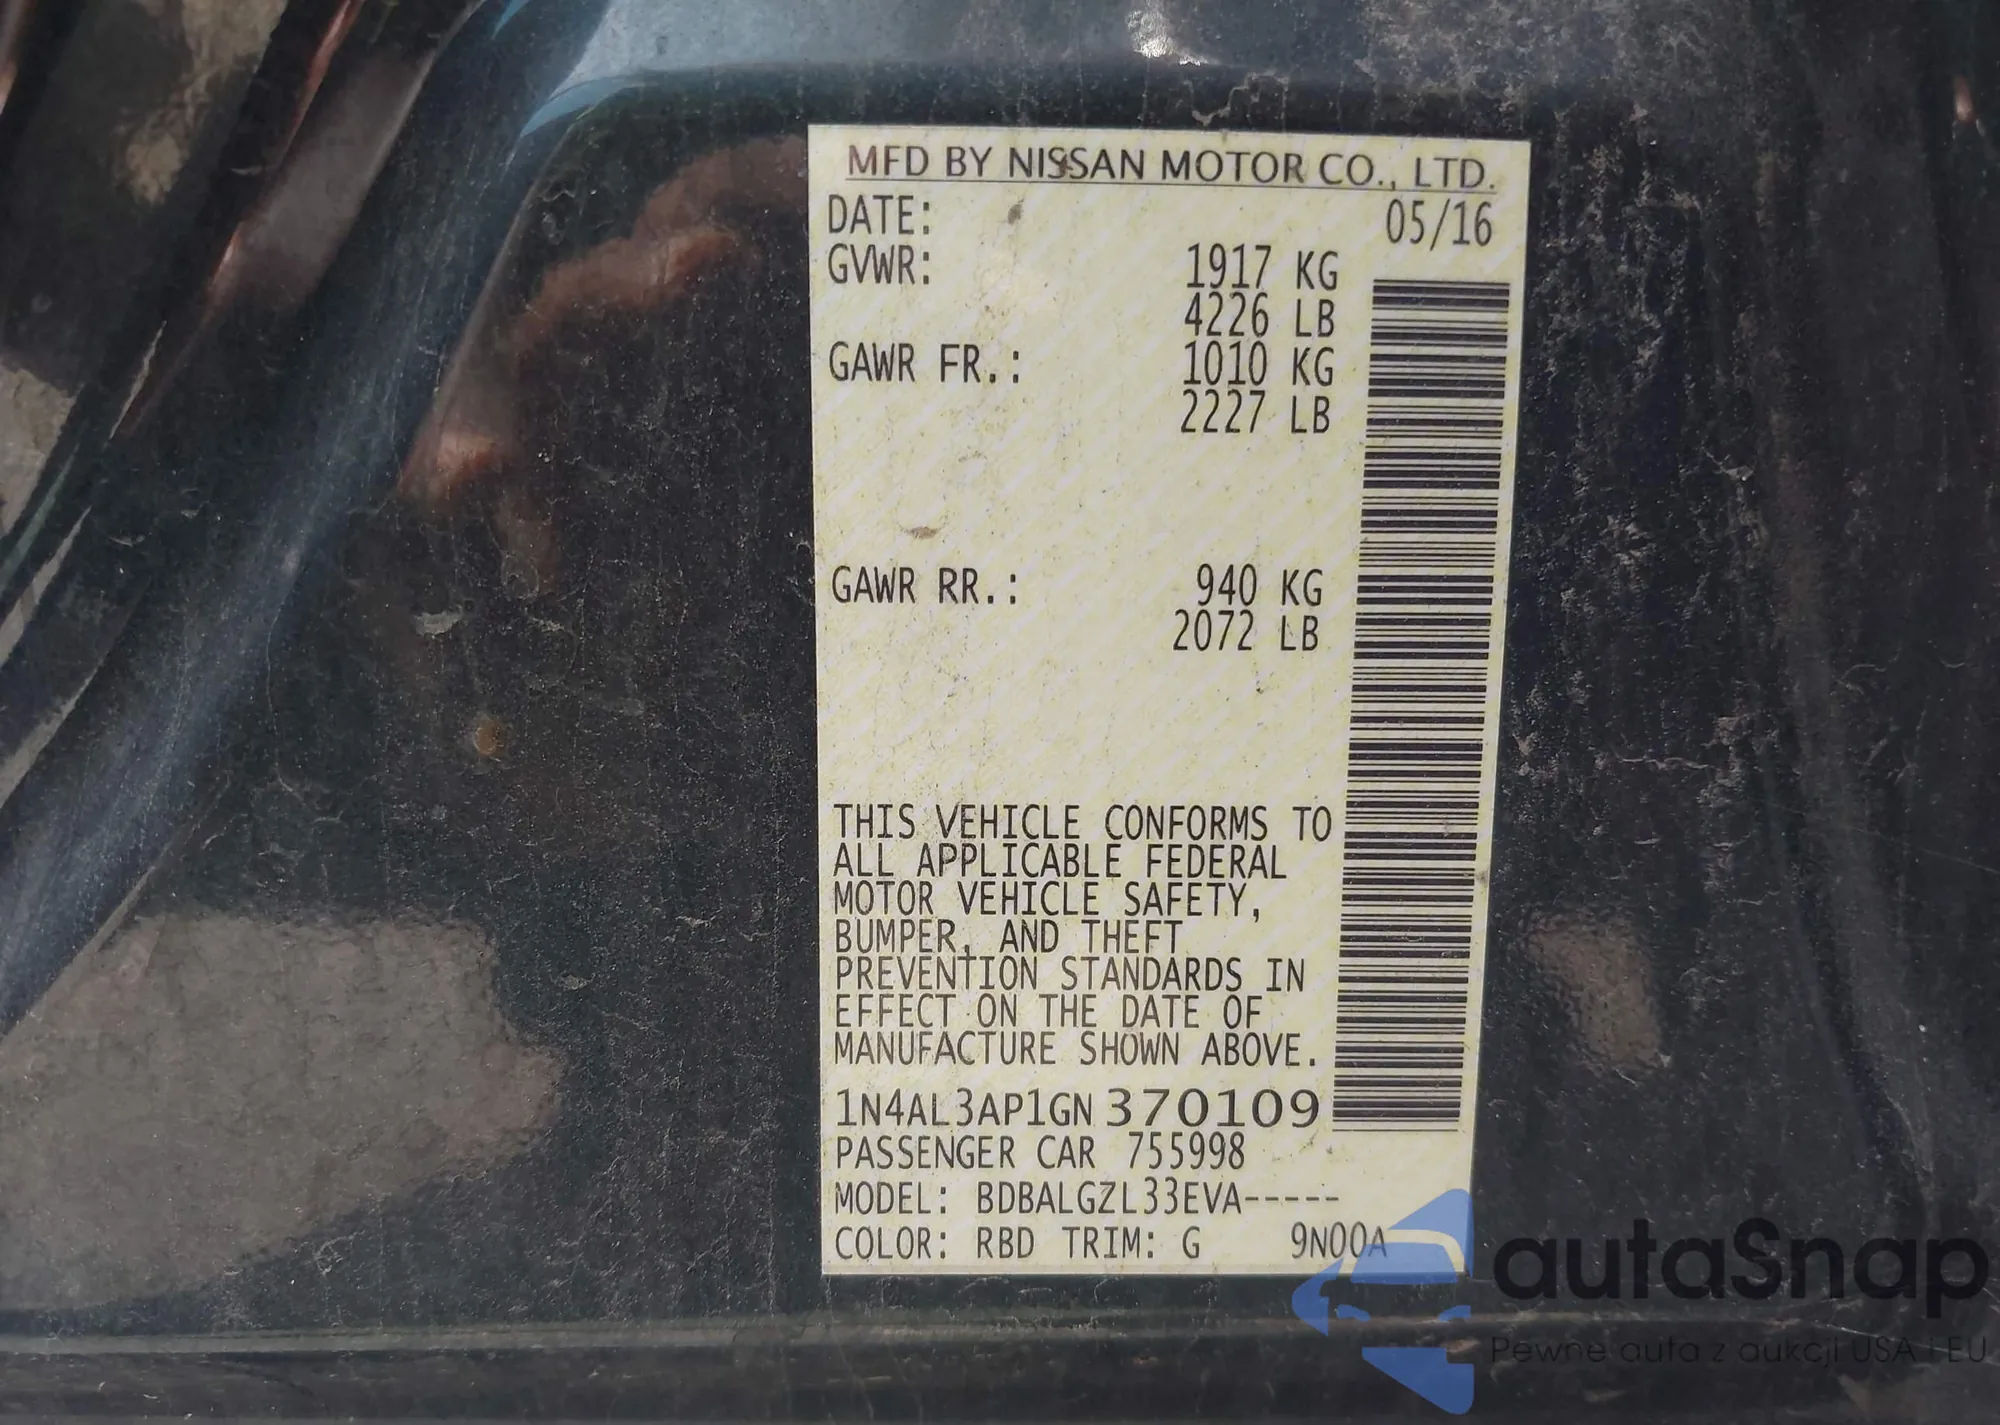 MFD BY NISSAN MOTOR CO., LTD.
DATE: 05/16
GVWR: 1917 KG
4226 LB
GAWR FR.: 1010 KG
2227 LB
GAWR RR.: 940 KG
2072 LB
THIS VEHICLE CONFORMS TO
ALL APPLICABLE FEDERAL
MOTOR VEHICLE SAFETY,
BUMPER, AND THEFT
PREVENTION STANDARDS IN
EFFECT ON THE DATE OF
MANUFACTURE SHOWN ABOVE.
1N4AL3AP1GN370109
PASSENGER CAR 755998
MODEL: BDBALGZL33EVA-----
COLOR: RBD TRIM: G 9N00A
autaSnap
Pewne auta z aukcji USA i EU